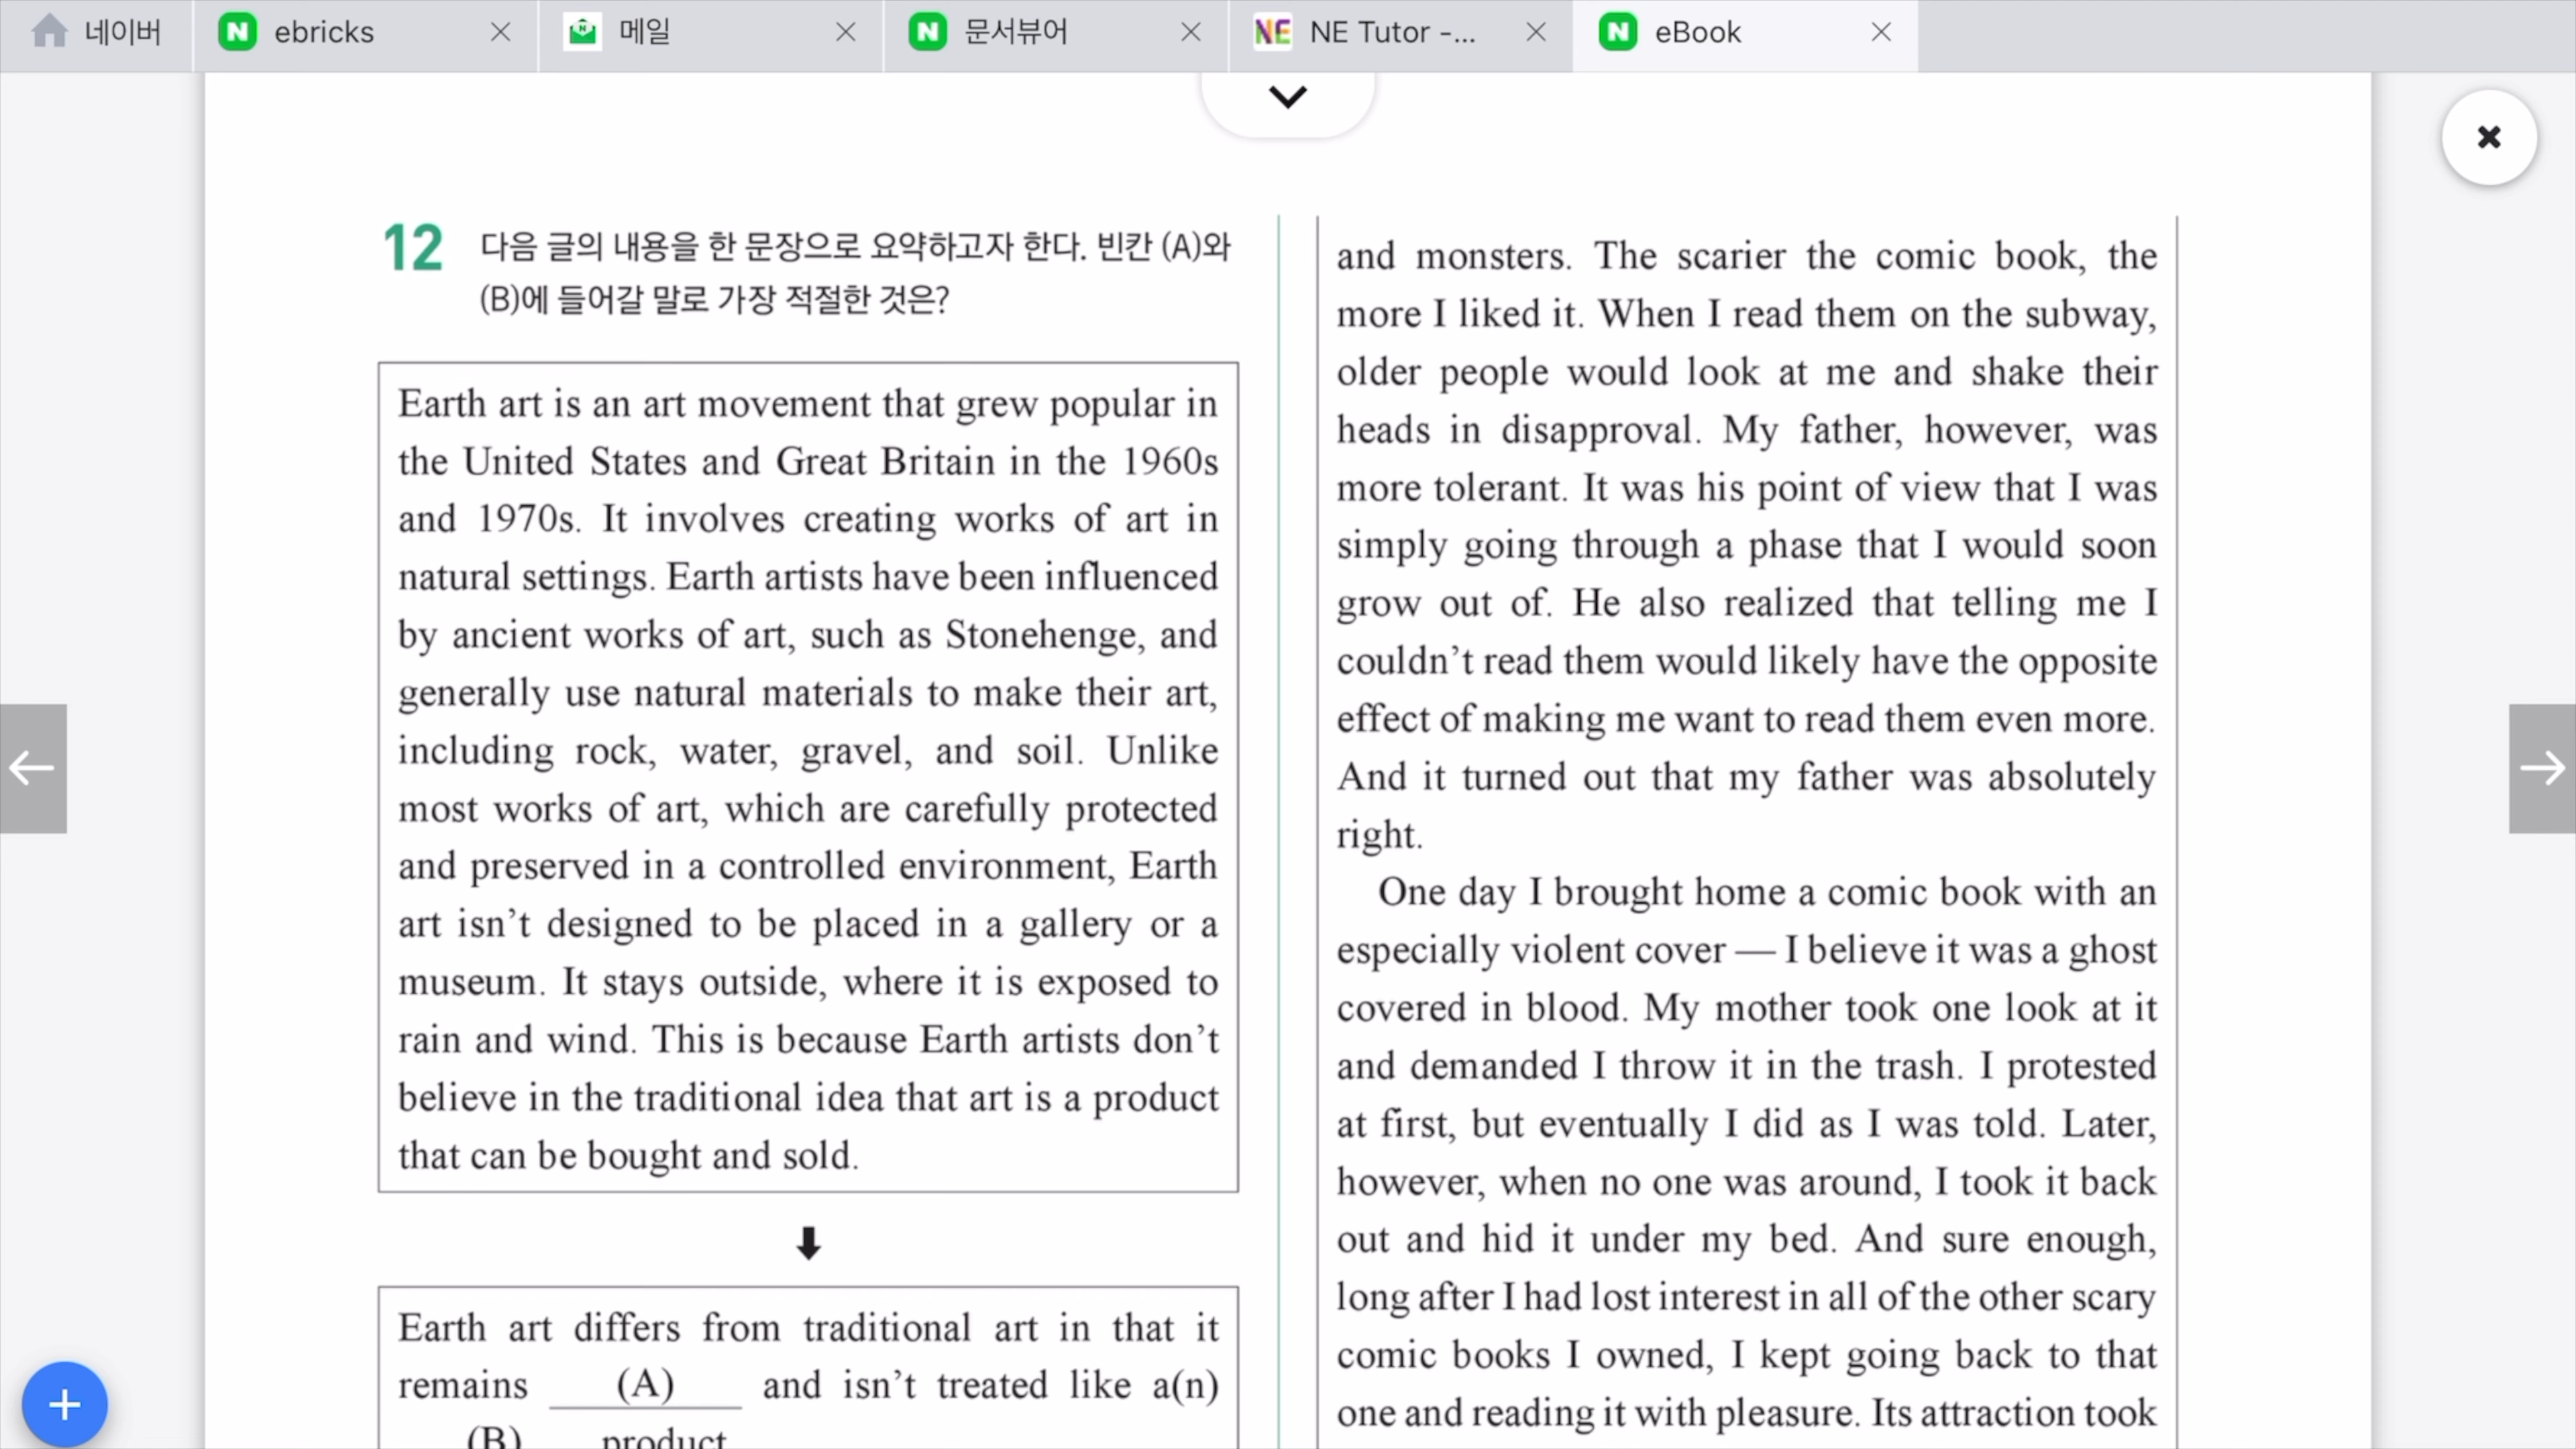 네이버
ebricks
메일
문서뷰어
NE Tutor -...
eBook
12 다음 글의 내용을 한 문장으로 요약하고자 한다. 빈칸 (A)와
(B)에 들어갈 말로 가장 적절한 것은?
Earth art is an art movement that grew popular in
the United States and Great Britain in the 1960s
and 1970s. It involves creating works of art in
natural settings. Earth artists have been influenced
by ancient works of art, such as Stonehenge, and
generally use natural materials to make their art,
including rock, water, gravel, and soil. Unlike
most works of art, which are carefully protected
and preserved in a controlled environment, Earth
art isn’t designed to be placed in a gallery or a
museum. It stays outside, where it is exposed to
rain and wind. This is because Earth artists don’t
believe in the traditional idea that art is a product
that can be bought and sold.
Earth art differs from traditional art in that it
remains (A) and isn’t treated like a(n)
(B) product
and monsters. The scarier the comic book, the
more I liked it. When I read them on the subway,
older people would look at me and shake their
heads in disapproval. My father, however, was
more tolerant. It was his point of view that I was
simply going through a phase that I would soon
grow out of. He also realized that telling me I
couldn’t read them would likely have the opposite
effect of making me want to read them even more.
And it turned out that my father was absolutely
right.
One day I brought home a comic book with an
especially violent cover — I believe it was a ghost
covered in blood. My mother took one look at it
and demanded I throw it in the trash. I protested
at first, but eventually I did as I was told. Later,
however, when no one was around, I took it back
out and hid it under my bed. And sure enough,
long after I had lost interest in all of the other scary
comic books I owned, I kept going back to that
one and reading it with pleasure. Its attraction took